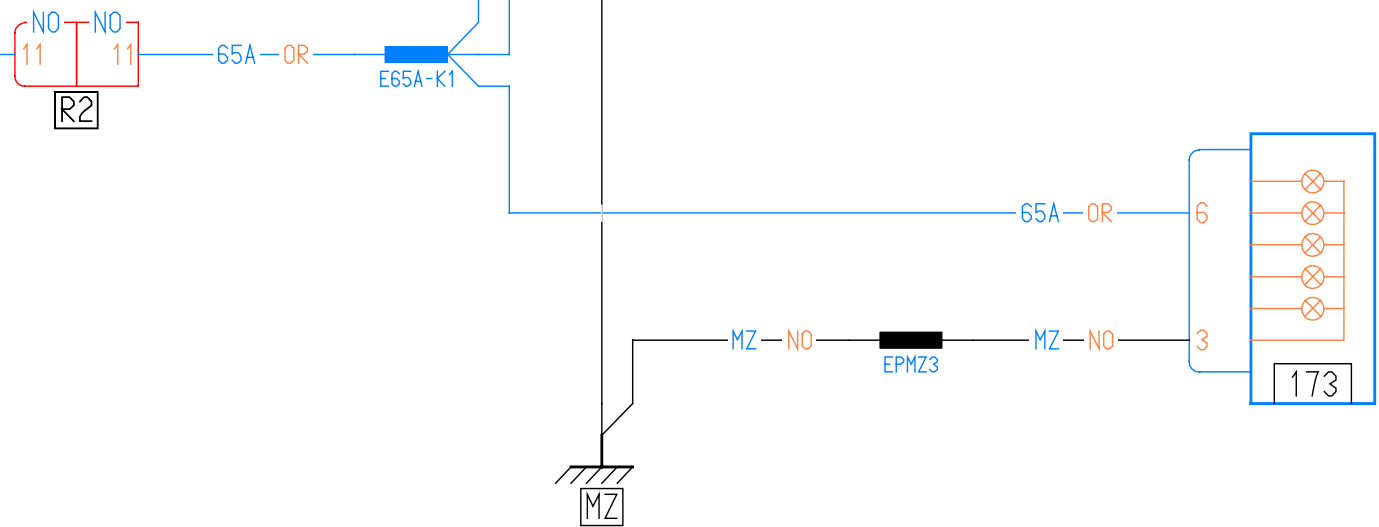 NO NO
11 11
65A OR
E65A-K1
R2
65A OR 6
MZ NO MZ NO 3
EPMZ3
173
MZ